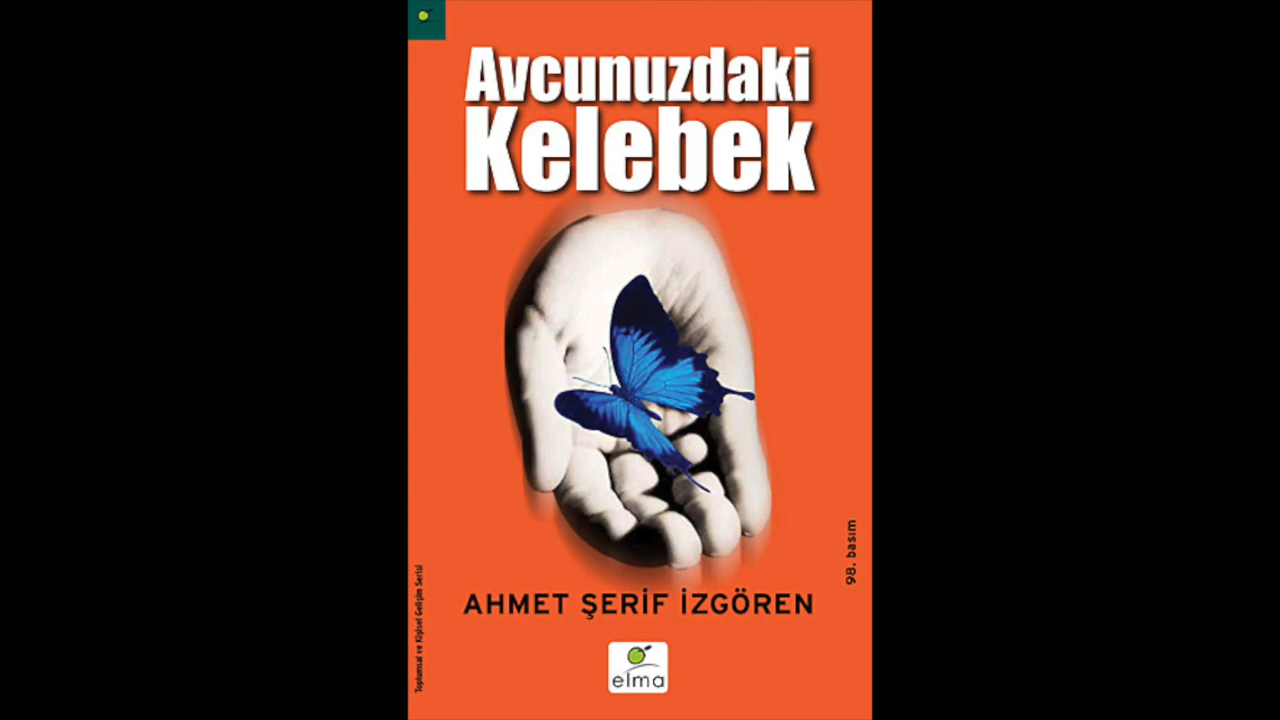 Avcunuzdaki
Kelebek
98. basım
Toplumsal ve Kişisel Gelişim Serisi
AHMET ŞERİF İZGÖREN
elma